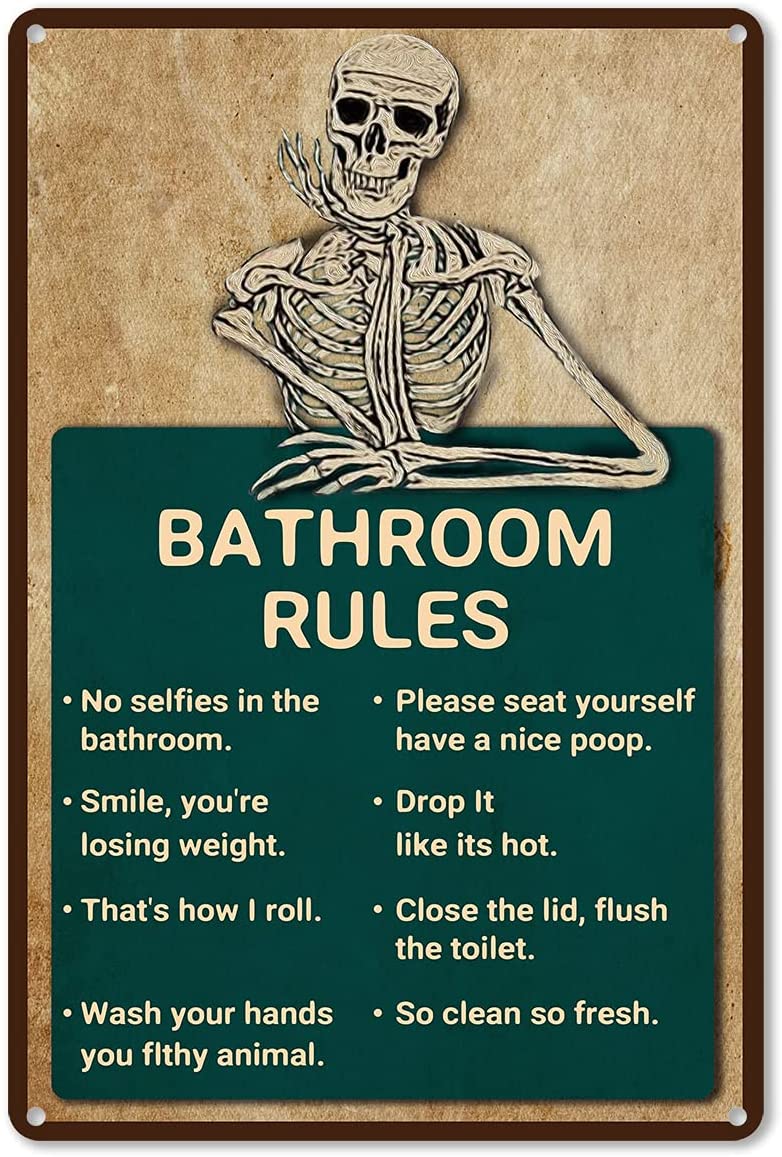 BATHROOM
RULES
• No selfies in the
bathroom.
• Smile, you're
losing weight.
• That's how I roll.
• Wash your hands
you flthy animal.
• Please seat yourself
have a nice poop.
• Drop It
like its hot.
• Close the lid, flush
the toilet.
• So clean so fresh.